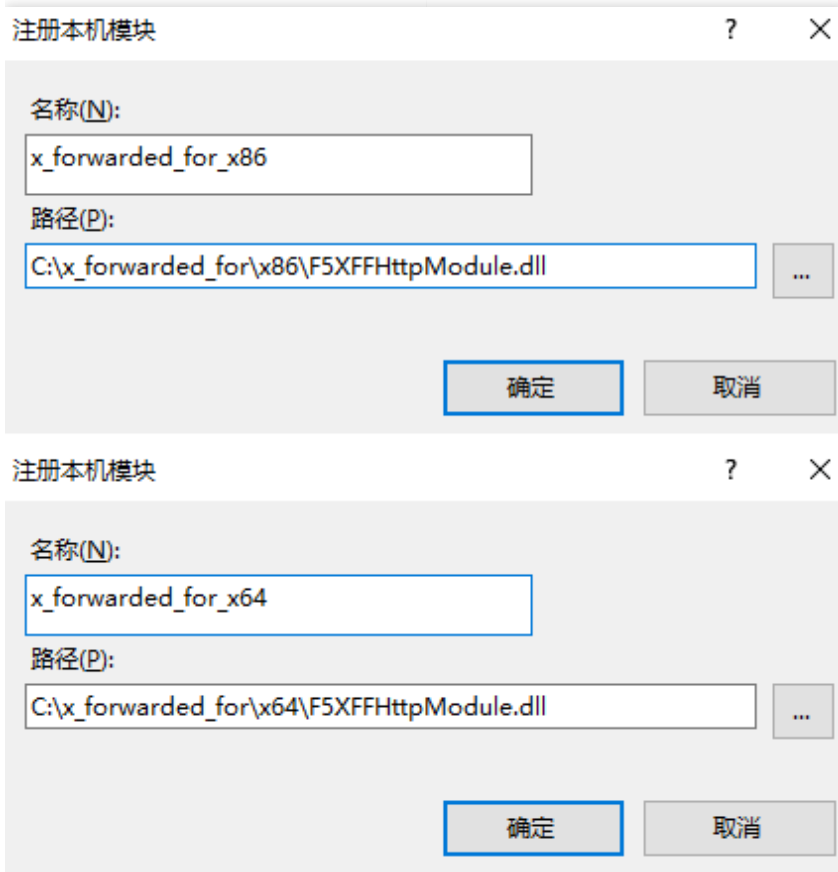 注册本机模块 ?
名称(N):
x_forwarded_for_x86
路径(P):
C:\x_forwarded_for\x86\F5XFFHttpModule.dll ...
确定 取消
注册本机模块 ?
名称(N):
x_forwarded_for_x64
路径(P):
C:\x_forwarded_for\x64\F5XFFHttpModule.dll ...
确定 取消